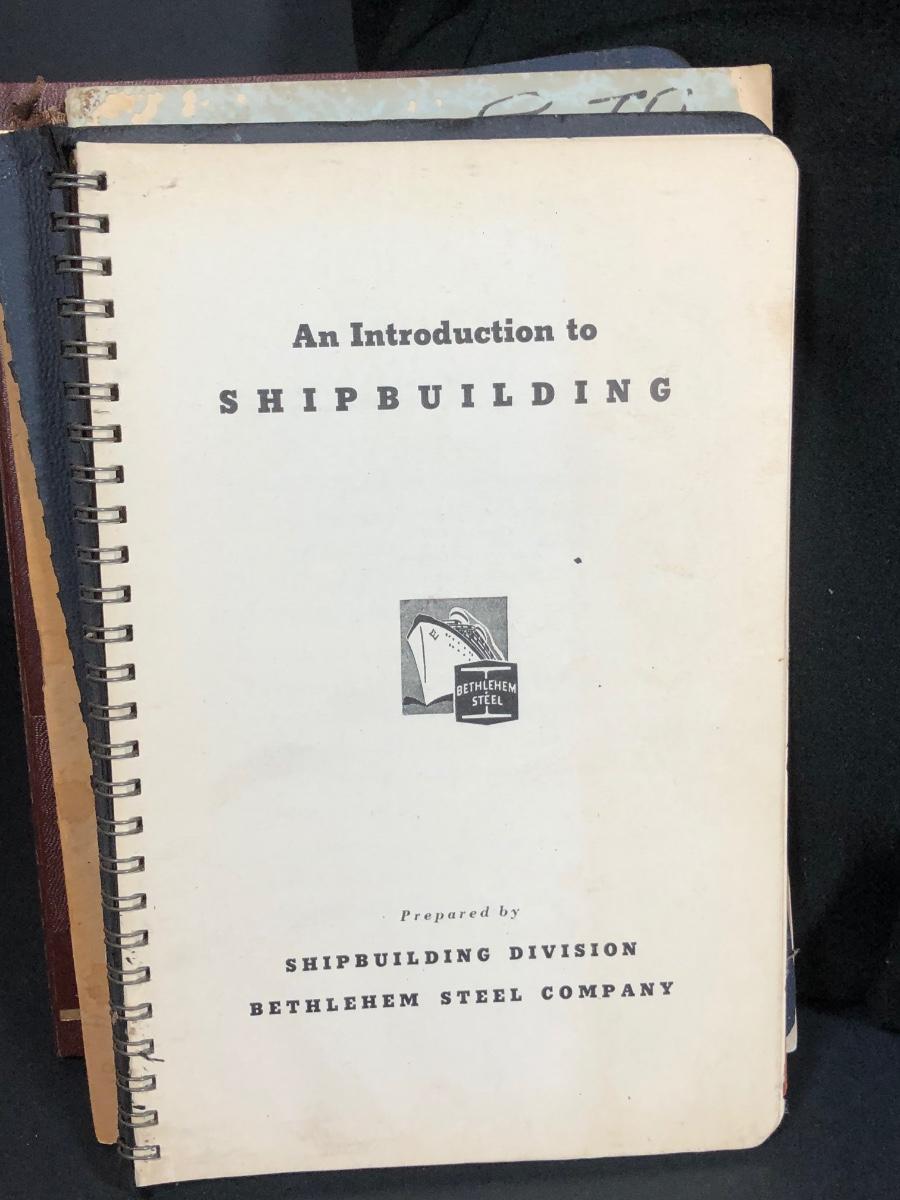 An Introduction to
SHIPBUILDING
BETHLEHEM
STEEL
Prepared by
SHIPBUILDING DIVISION
BETHLEHEM STEEL COMPANY